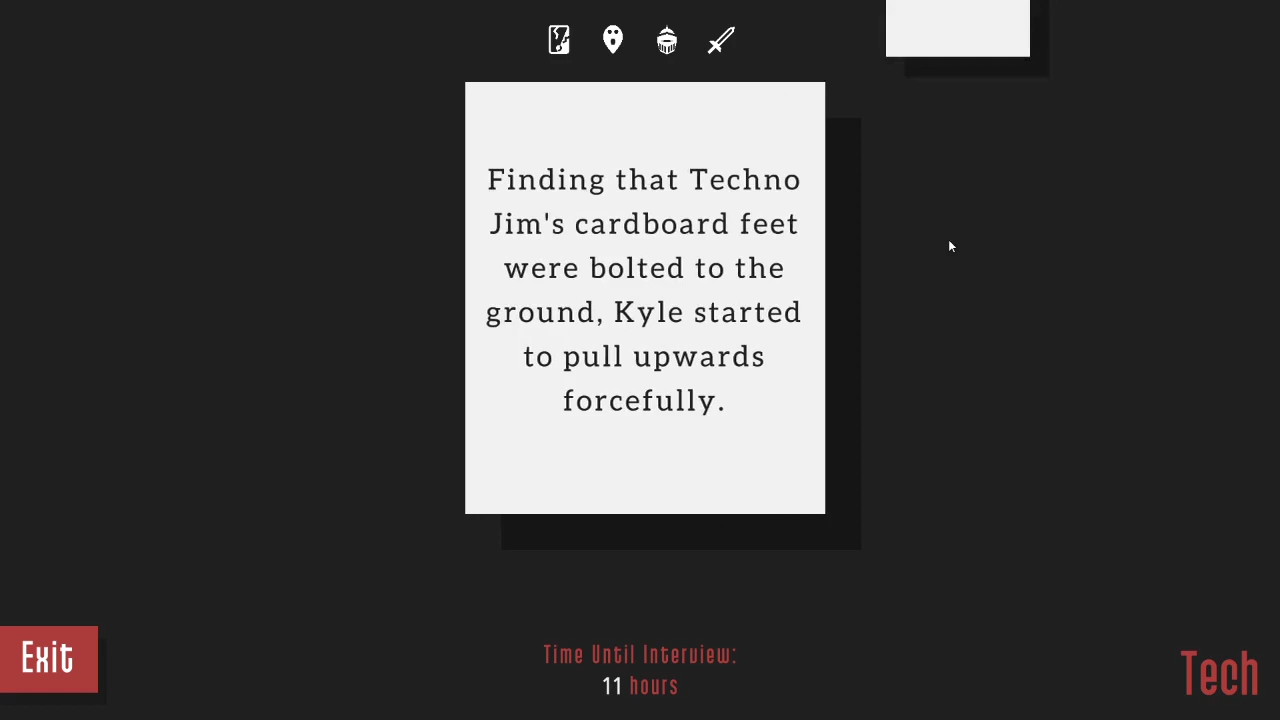 Finding that Techno
Jim's cardboard feet
were bolted to the
ground, Kyle started
to pull upwards
forcefully.
Exit
Time Until Interview:
11 hours
Tech